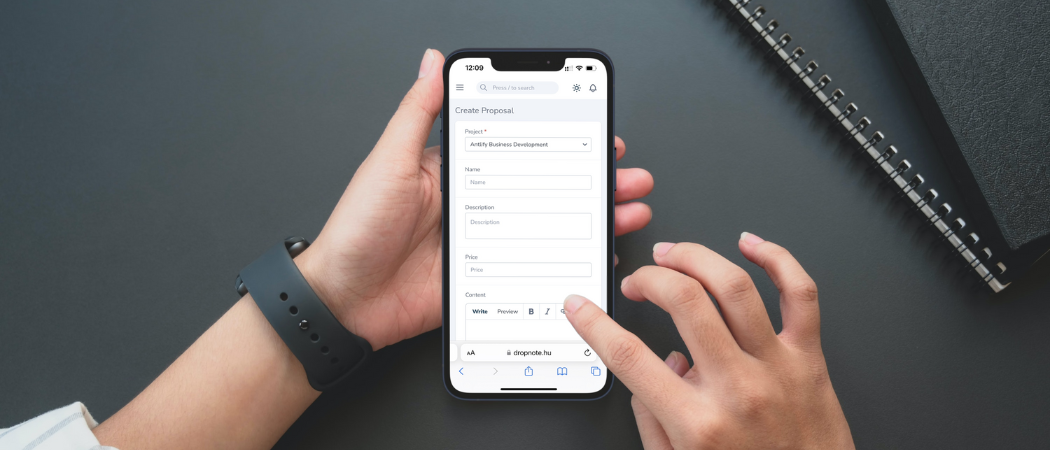 12:09
Press / to search
Create Proposal
Project *
Antlify Business Development
Name
Name
Description
Description
Price
Price
Content
Write Preview B I
AA dropnote.hu